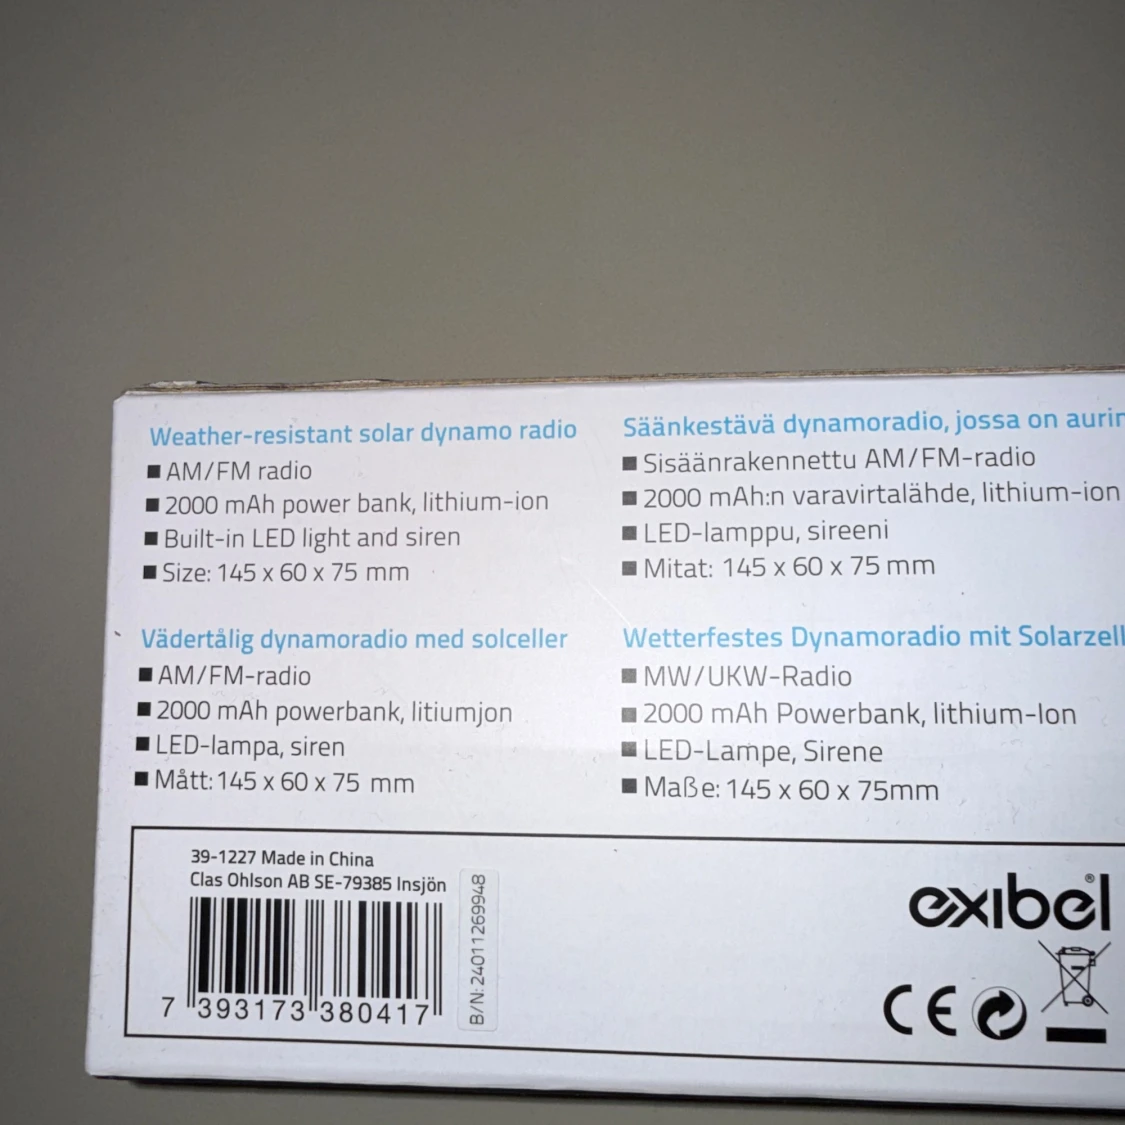 Weather-resistant solar dynamo radio
■ AM/FM radio
■ 2000 mAh power bank, lithium-ion
■ Built-in LED light and siren
■ Size: 145 x 60 x 75 mm
Säänkestävä dynamoradio, jossa on
■ Sisäänrakennettu AM/FM-radio
■ 2000 mAh:n varavirtalähde, lithium-ion
■ LED-lamppu, sireeni
■ Mitat: 145 x 60 x 75 mm
Vädertålig dynamoradio med solceller
■ AM/FM-radio
■ 2000 mAh powerbank, litiumjon
■ LED-lampa, siren
■ Mått: 145 x 60 x 75 mm
Wetterfestes Dynamoradio mit
■ MW/UKW-Radio
■ 2000 mAh Powerbank, lithium-Ion
■ LED-Lampe, Sirene
■ Maße: 145 x 60 x 75mm
39-1227 Made in China
Clas Ohlson AB SE-79385 Insjön
7 393173 380417
B/N: 24011269948
exibel®
CE